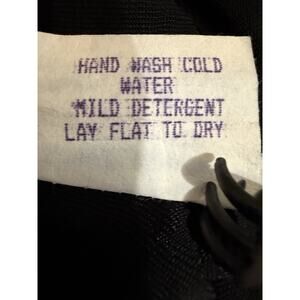 HAND WASH COLD
WATER
MILD DETERGENT
LAY FLAT TO DRY